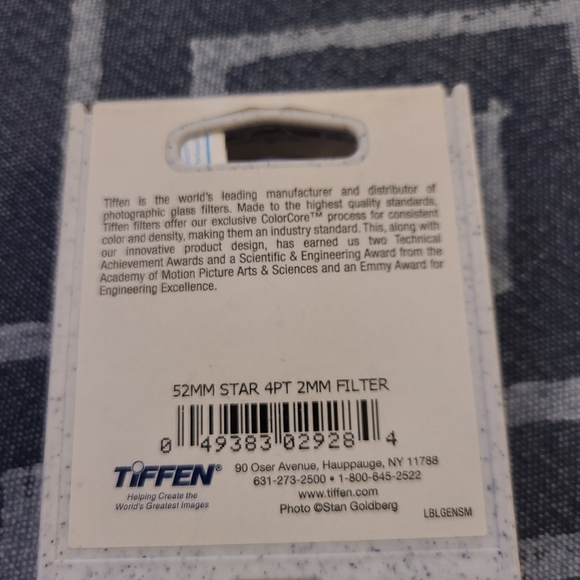 Tiffen is the world's leading manufacturer and distributor of
photographic glass filters. Made to the highest quality standards,
Tiffen filters offer our exclusive ColorCore™ process for consistent
color and density, making them an industry standard. This, along with
our innovative product design, has earned us two Technical
Achievement Awards and a Scientific & Engineering Award from the
Academy of Motion Picture Arts & Sciences and an Emmy Award for
Engineering Excellence.
52MM STAR 4PT 2MM FILTER
0 49383 02928 4
TIFFEN®
Helping Create the
World's Greatest Images
90 Oser Avenue, Hauppauge, NY 11788
631-273-2500 • 1-800-645-2522
www.tiffen.com
Photo ©Stan Goldberg
LBLGENSM